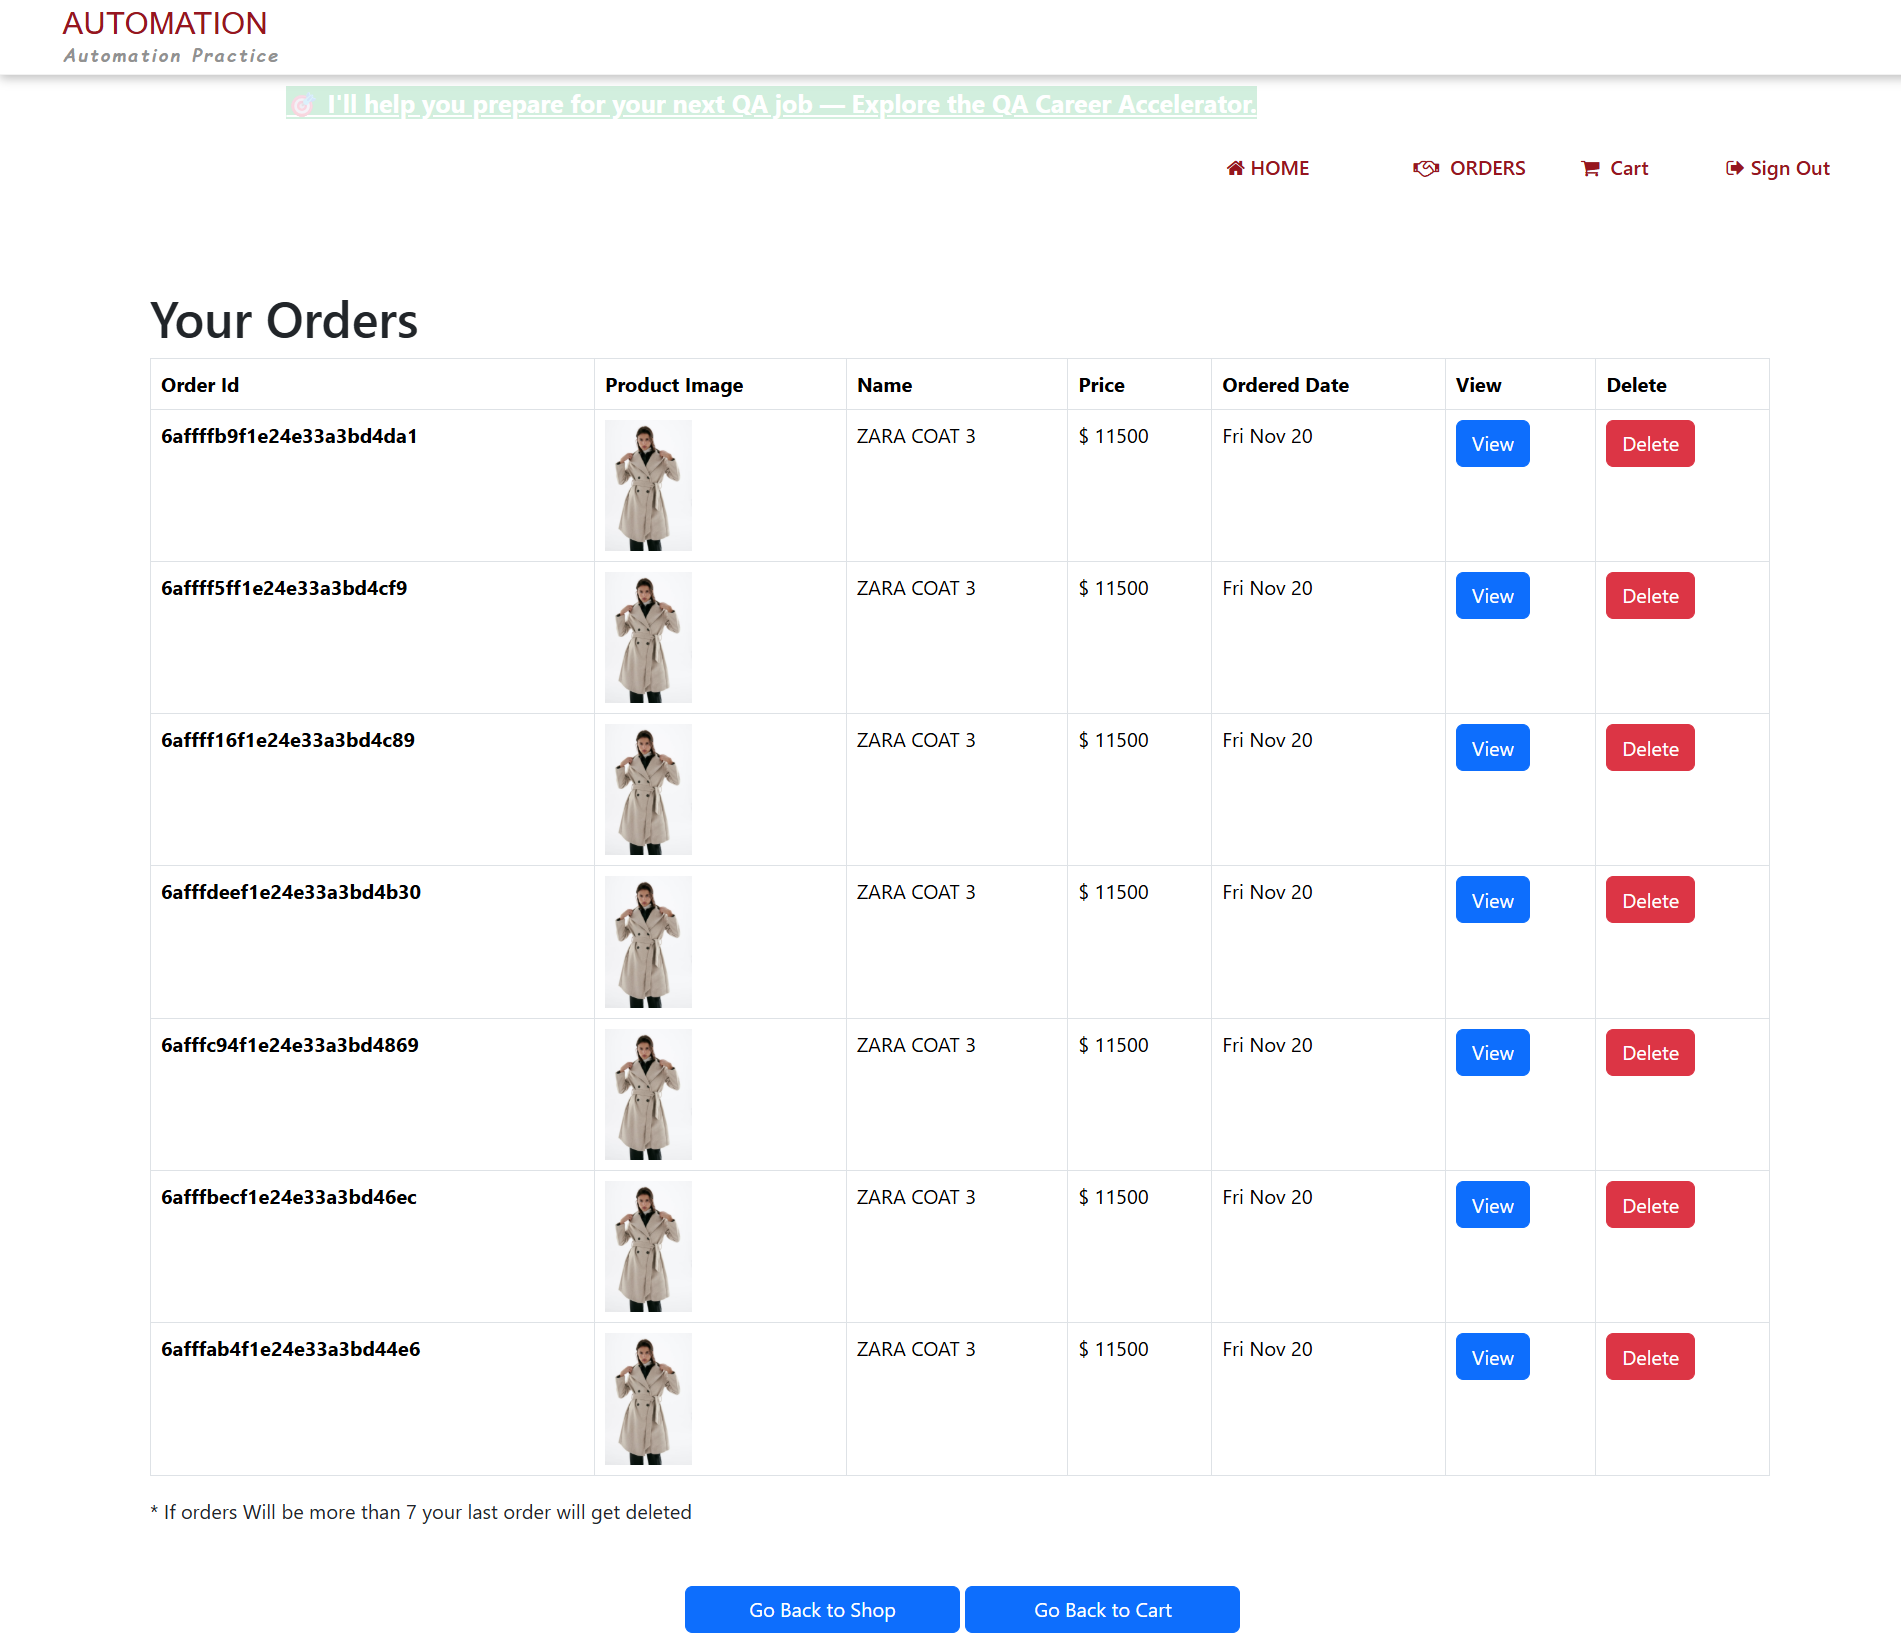 AUTOMATION
Automation Practice
🎯 I'll help you prepare for your next QA job — Explore the QA Career Accelerator.
HOME ORDERS Cart Sign Out
Your Orders
Order Id Product Image Name Price Ordered Date View Delete
6affffb9f1e24e33a3bd4da1 ZARA COAT 3 $ 11500 Fri Nov 20 View Delete
6affff5ff1e24e33a3bd4cf9 ZARA COAT 3 $ 11500 Fri Nov 20 View Delete
6affff16f1e24e33a3bd4c89 ZARA COAT 3 $ 11500 Fri Nov 20 View Delete
6afffdeef1e24e33a3bd4b30 ZARA COAT 3 $ 11500 Fri Nov 20 View Delete
6afffc94f1e24e33a3bd4869 ZARA COAT 3 $ 11500 Fri Nov 20 View Delete
6afffbecf1e24e33a3bd46ec ZARA COAT 3 $ 11500 Fri Nov 20 View Delete
6afffab4f1e24e33a3bd44e6 ZARA COAT 3 $ 11500 Fri Nov 20 View Delete
* If orders Will be more than 7 your last order will get deleted
Go Back to Shop Go Back to Cart